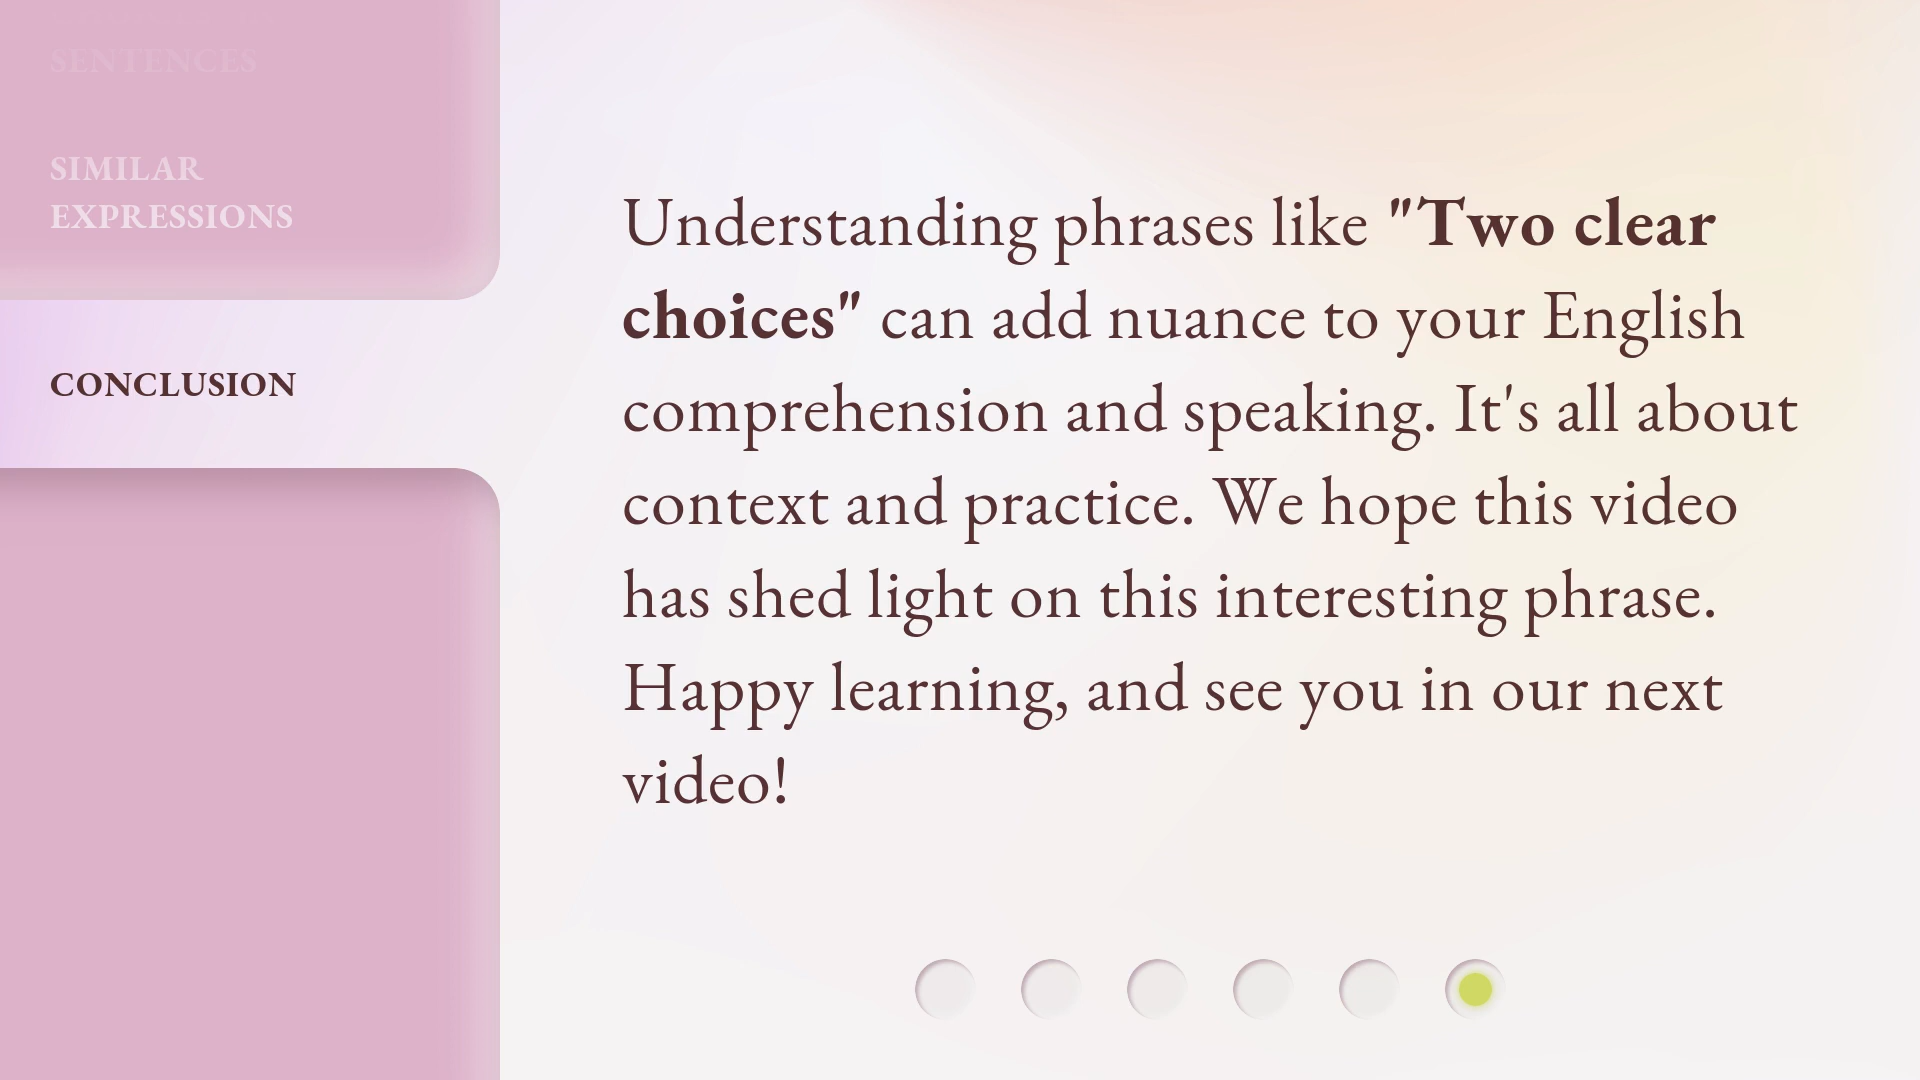 SENTENCES
SIMILAR
EXPRESSIONS
CONCLUSION
Understanding phrases like "Two clear
choices" can add nuance to your English
comprehension and speaking. It's all about
context and practice. We hope this video
has shed light on this interesting phrase.
Happy learning, and see you in our next
video!